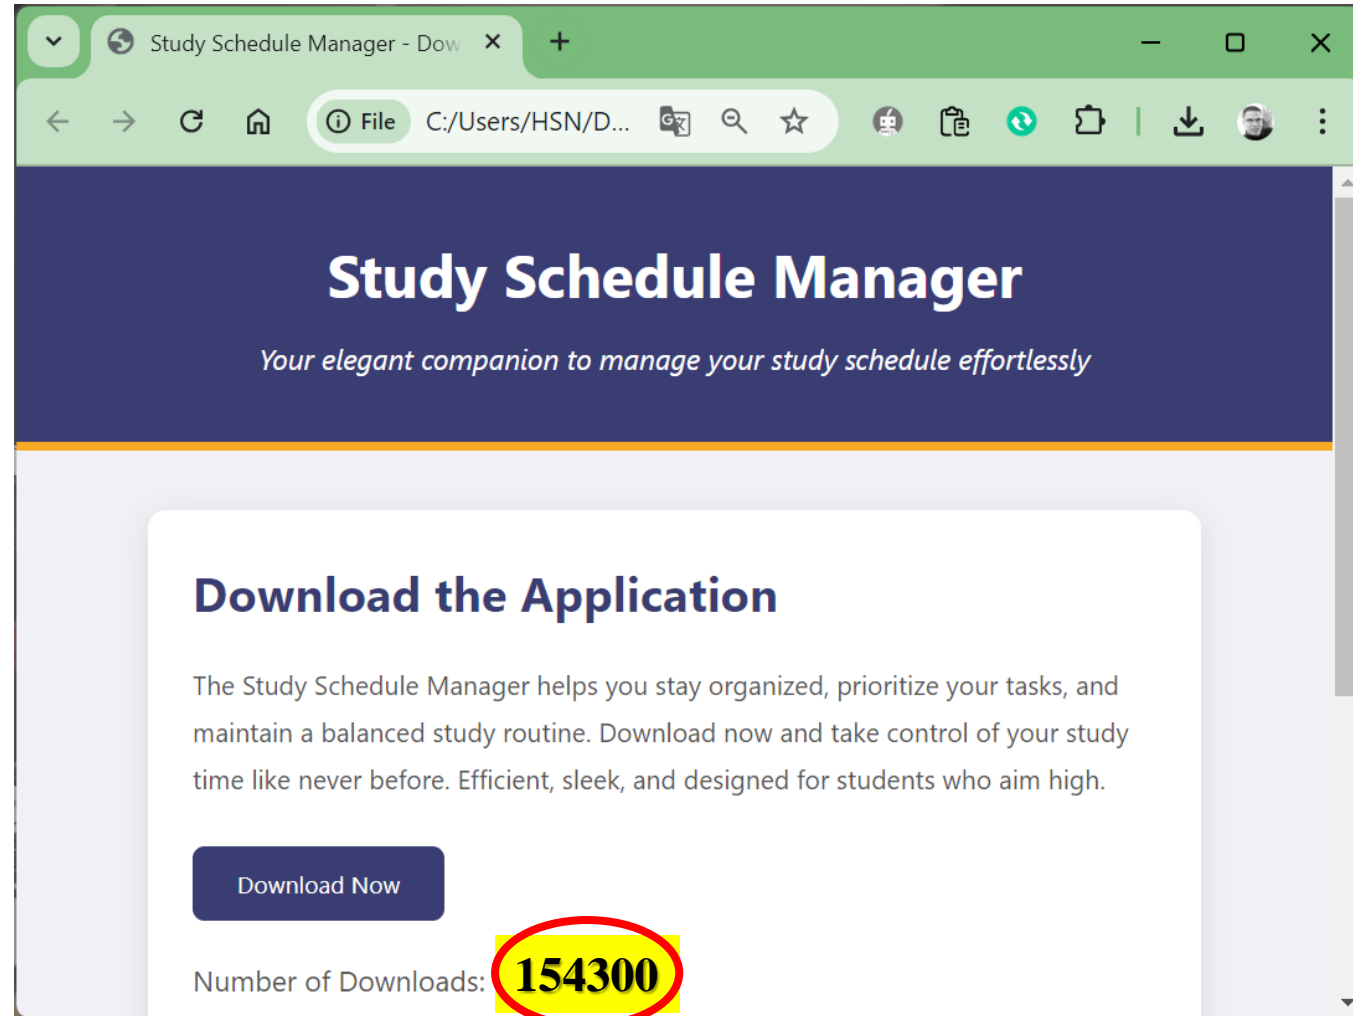 Study Schedule Manager - Dow
File C:/Users/HSN/D...
Study Schedule Manager
Your elegant companion to manage your study schedule effortlessly
Download the Application
The Study Schedule Manager helps you stay organized, prioritize your tasks, and
maintain a balanced study routine. Download now and take control of your study
time like never before. Efficient, sleek, and designed for students who aim high.
Download Now
Number of Downloads: 154300